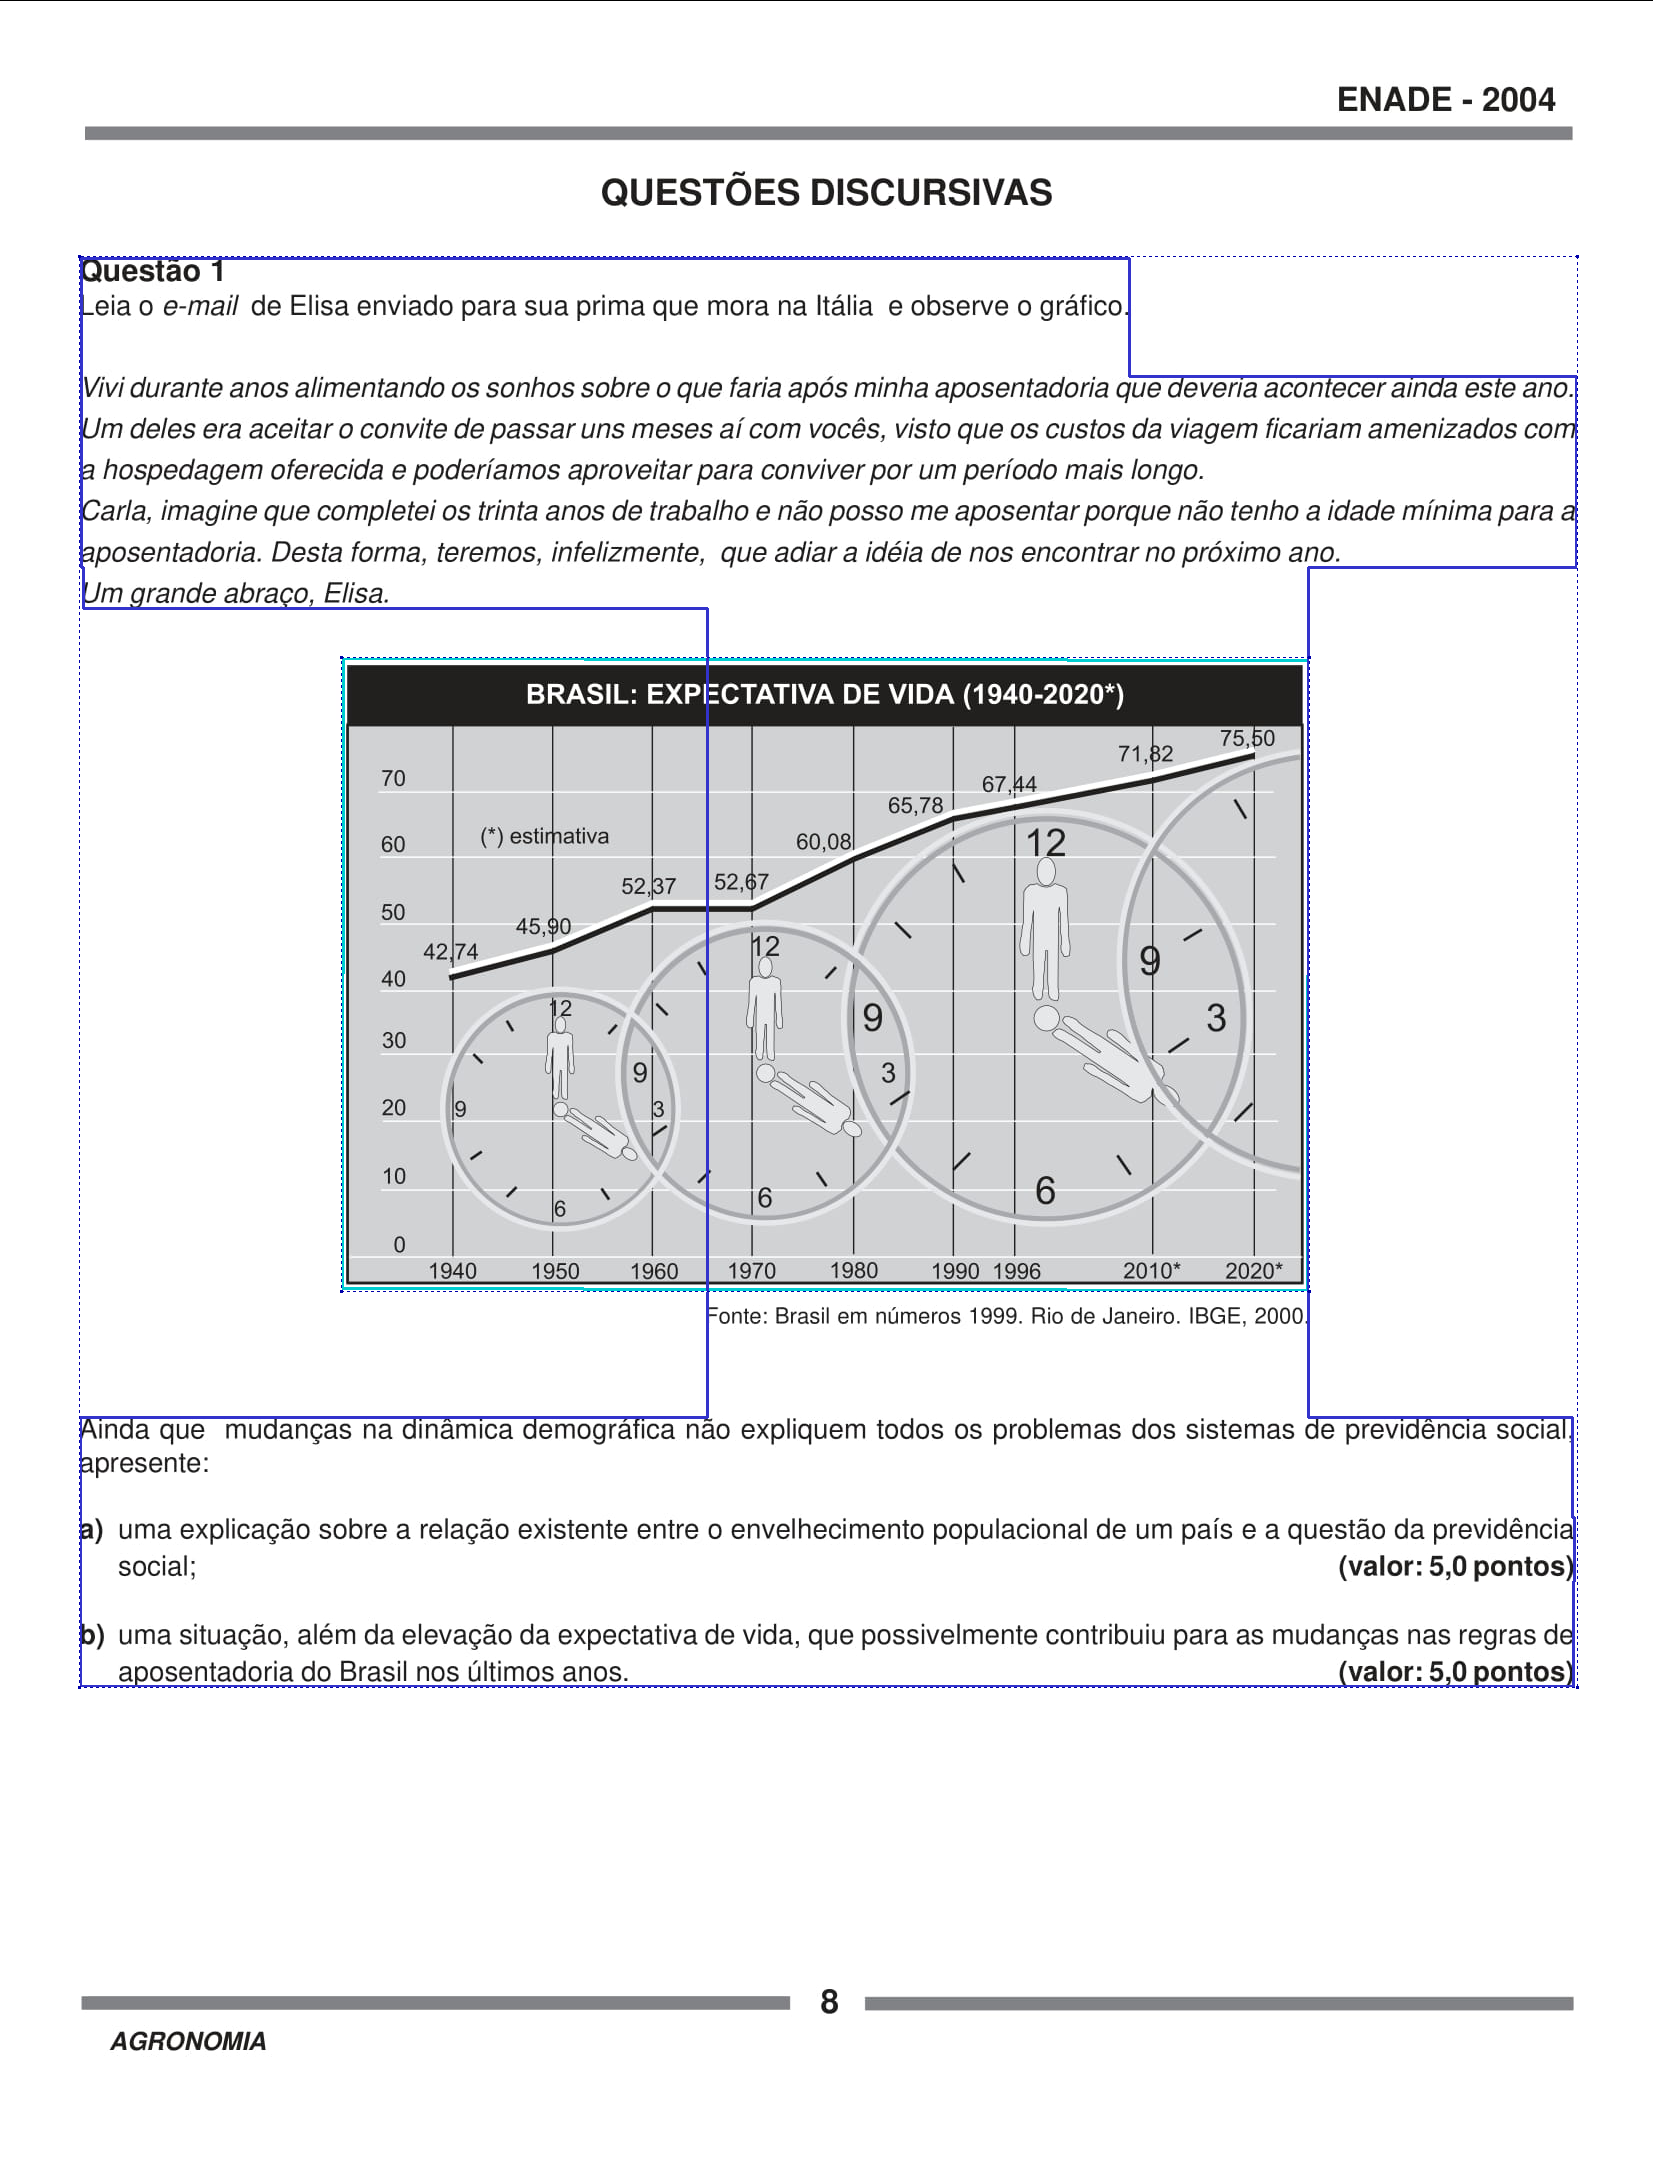 ENADE - 2004
QUESTÕES DISCURSIVAS
Questão 1
Leia o e-mail de Elisa enviado para sua prima que mora na Itália e observe o gráfico.
Vivi durante anos alimentando os sonhos sobre o que faria após minha aposentadoria que deveria acontecer ainda este ano.
Um deles era aceitar o convite de passar uns meses aí com vocês, visto que os custos da viagem ficariam amenizados com
a hospedagem oferecida e poderíamos aproveitar para conviver por um período mais longo.
Carla, imagine que completei os trinta anos de trabalho e não posso me aposentar porque não tenho a idade mínima para a
aposentadoria. Desta forma, teremos, infelizmente, que adiar a idéia de nos encontrar no próximo ano.
Um grande abraço, Elisa.
BRASIL: EXPECTATIVA DE VIDA (1940-2020*)
75,50
71,82
70
67,44
65,78
(*) estimativa
60
60,08
12
52,37
52,67
50
45,90
42,74
12
9
40
12
9
3
30
9
3
20
9
3
10
6
6
6
0
1940 1950 1960 1970 1980 1990 1996 2010* 2020*
Fonte: Brasil em números 1999. Rio de Janeiro. IBGE, 2000.
Ainda que mudanças na dinâmica demográfica não expliquem todos os problemas dos sistemas de previdência social,
apresente:
a) uma explicação sobre a relação existente entre o envelhecimento populacional de um país e a questão da previdência
social; (valor: 5,0 pontos)
b) uma situação, além da elevação da expectativa de vida, que possivelmente contribuiu para as mudanças nas regras de
aposentadoria do Brasil nos últimos anos. (valor: 5,0 pontos)
8
AGRONOMIA